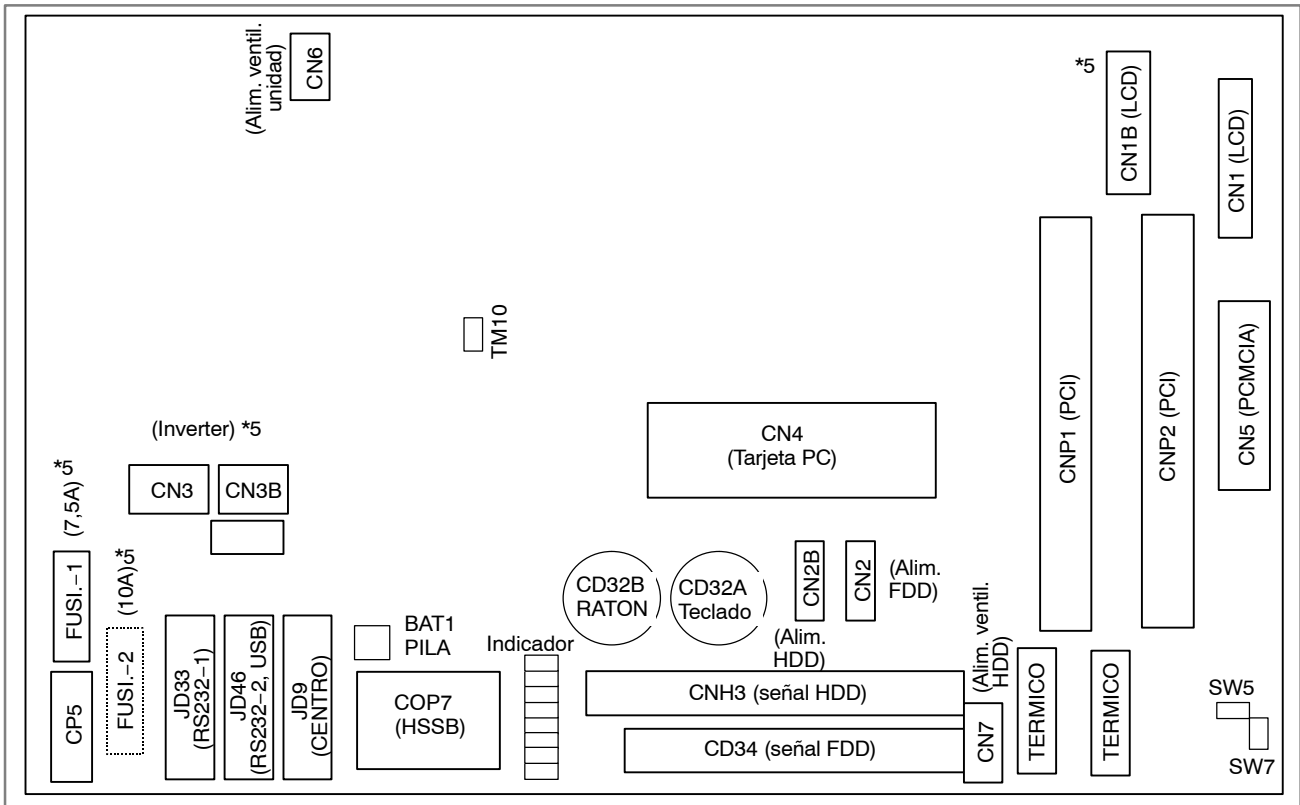 (Alim. ventil.
unidad)
CN6
*5
CN1B (LCD)
CN1 (LCD)
TM10
CNP1 (PCI)
CNP2 (PCI)
CN5 (PCMCIA)
CN4
(Tarjeta PC)
(Inverter) *5
CN3
CN3B
*5
(7,5A)
FUSI.−1
*5
(10A)
FUSI.−2
CP5
JD33
(RS232−1)
JD46
(RS232−2, USB)
JD9
(CENTRO)
BAT1
PILA
COP7
(HSSB)
Indicador
CD32B
RATON
CD32A
Teclado
CN2B
CN2
(Alim.
FDD)
(Alim.
HDD)
CNH3 (señal HDD)
CD34 (señal FDD)
(Alim. ventil.
HDD)
CN7
TERMICO
TERMICO
SW5
SW7